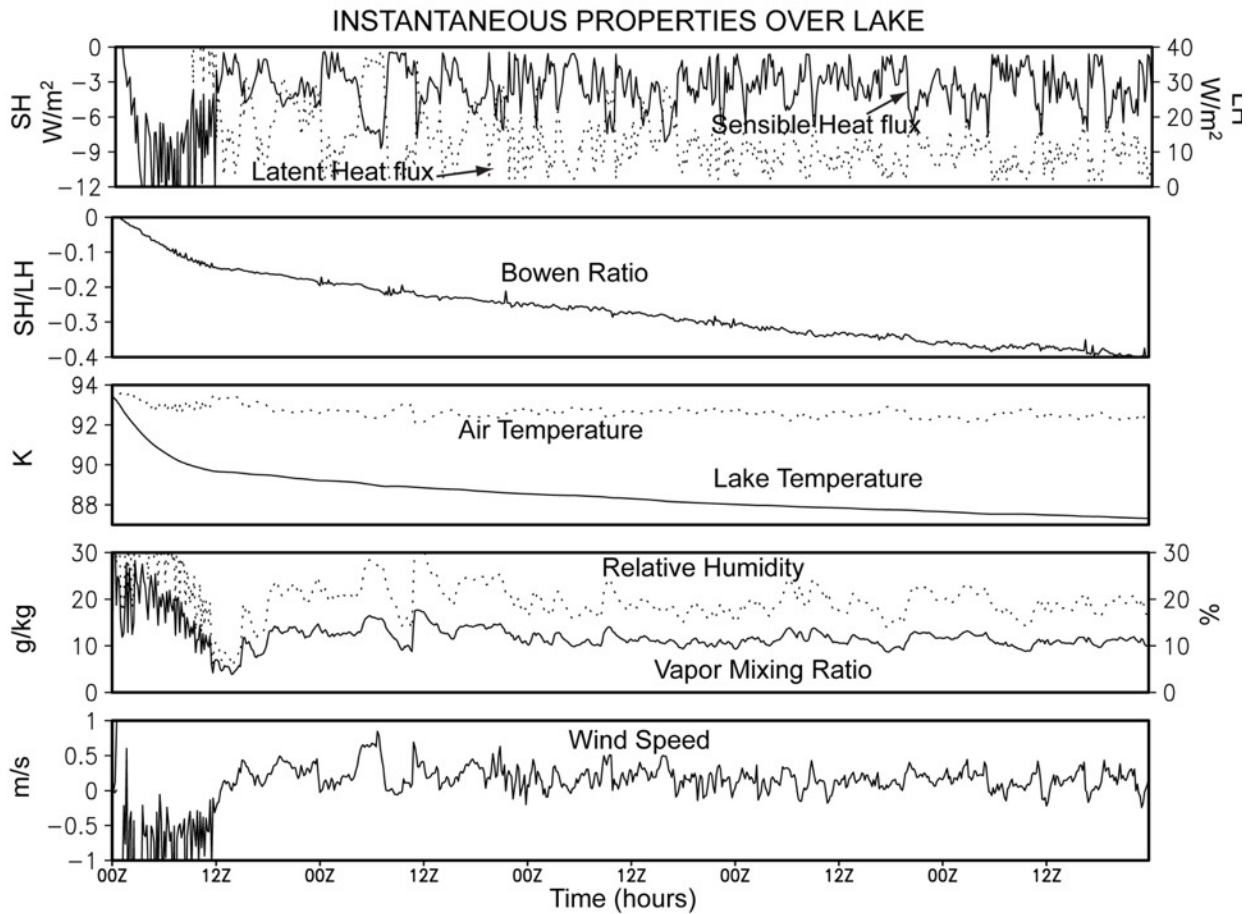 INSTANTANEOUS PROPERTIES OVER LAKE
SH
W/m²
0
−3
−6
−9
−12
40
30
20
10
0
LH
W/m²
Sensible Heat flux
Latent Heat flux
SH/LH
0
−0.1
−0.2
−0.3
−0.4
Bowen Ratio
K
94
92
90
88
Air Temperature
Lake Temperature
g/kg
30
20
10
0
30
20
10
0
%
Relative Humidity
Vapor Mixing Ratio
m/s
1
0.5
0
−0.5
−1
Wind Speed
00Z 12Z 00Z 12Z 00Z 12Z 00Z 12Z 00Z 12Z
Time (hours)